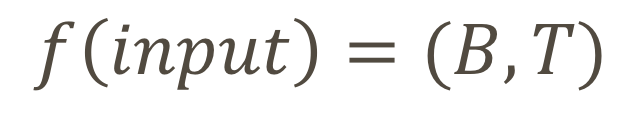 f(input) = (B, T)